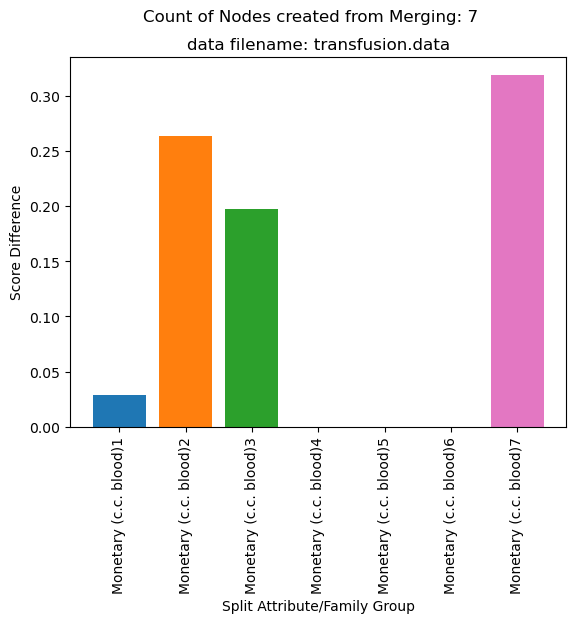 Count of Nodes created from Merging: 7
data filename: transfusion.data
Score Difference
0.30
0.25
0.20
0.15
0.10
0.05
0.00
Monetary (c.c. blood)1
Monetary (c.c. blood)2
Monetary (c.c. blood)3
Monetary (c.c. blood)4
Monetary (c.c. blood)5
Monetary (c.c. blood)6
Monetary (c.c. blood)7
Split Attribute/Family Group